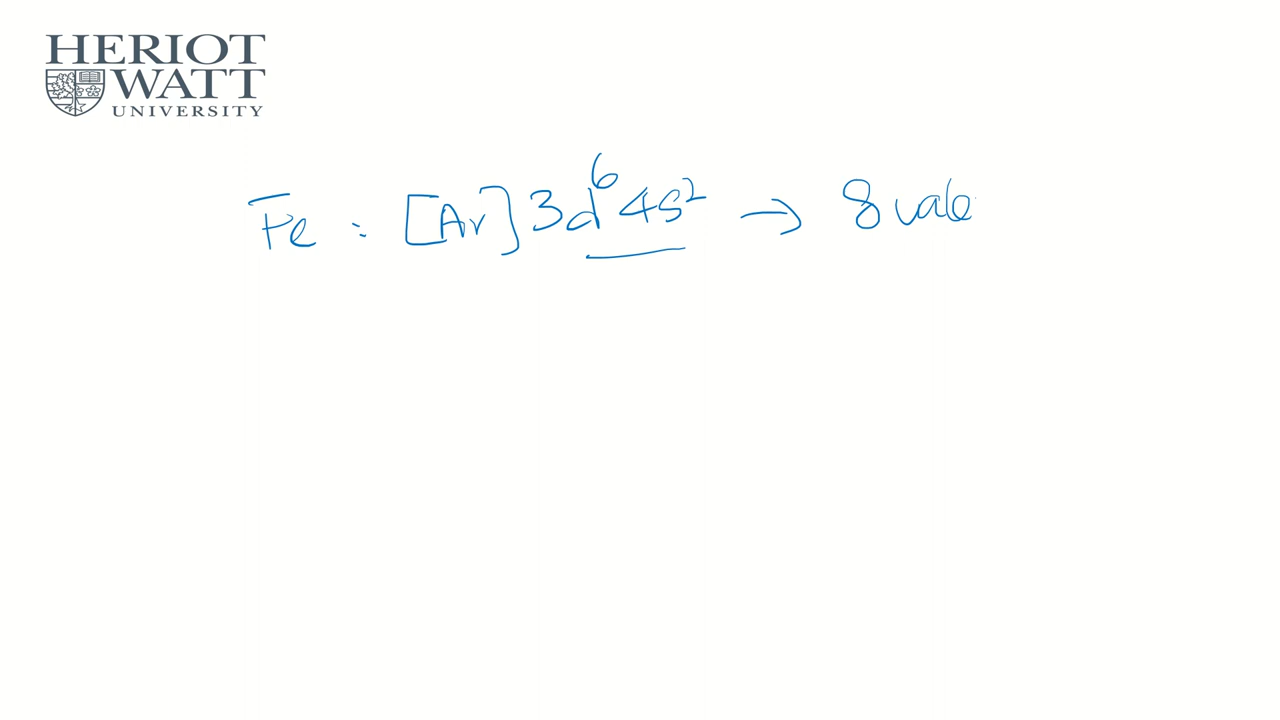 HERIOT
WATT
UNIVERSITY
Fe : [Ar] 3d⁶ 4s² → 8 vale